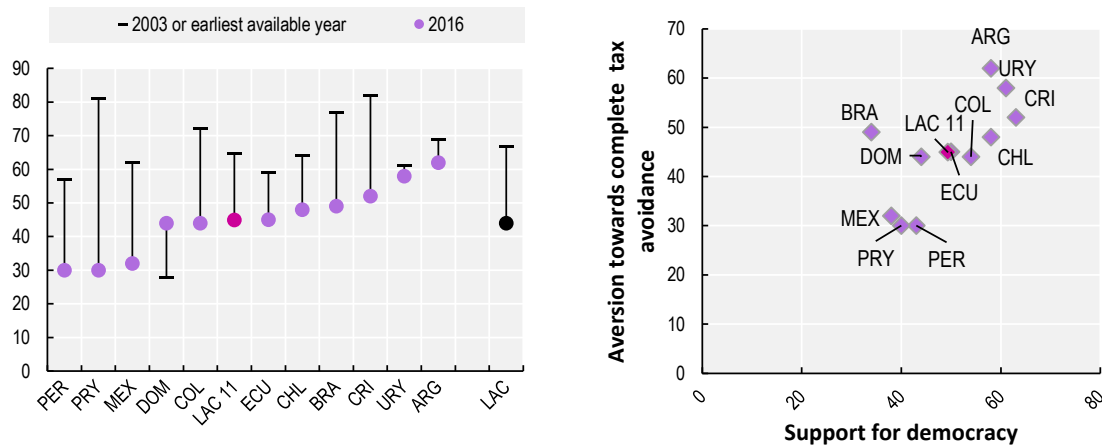 2003 or earliest available year
2016
90
80
70
60
50
40
30
20
10
0
PER
PRY
MEX
DOM
COL
LAC 11
ECU
CHL
BRA
CRI
URY
ARG
LAC
Aversion towards complete tax
avoidance
70
60
50
40
30
20
10
0
ARG
URY
CRI
COL
BRA
LAC 11
DOM
CHL
ECU
MEX
PRY
PER
0
20
40
60
80
Support for democracy